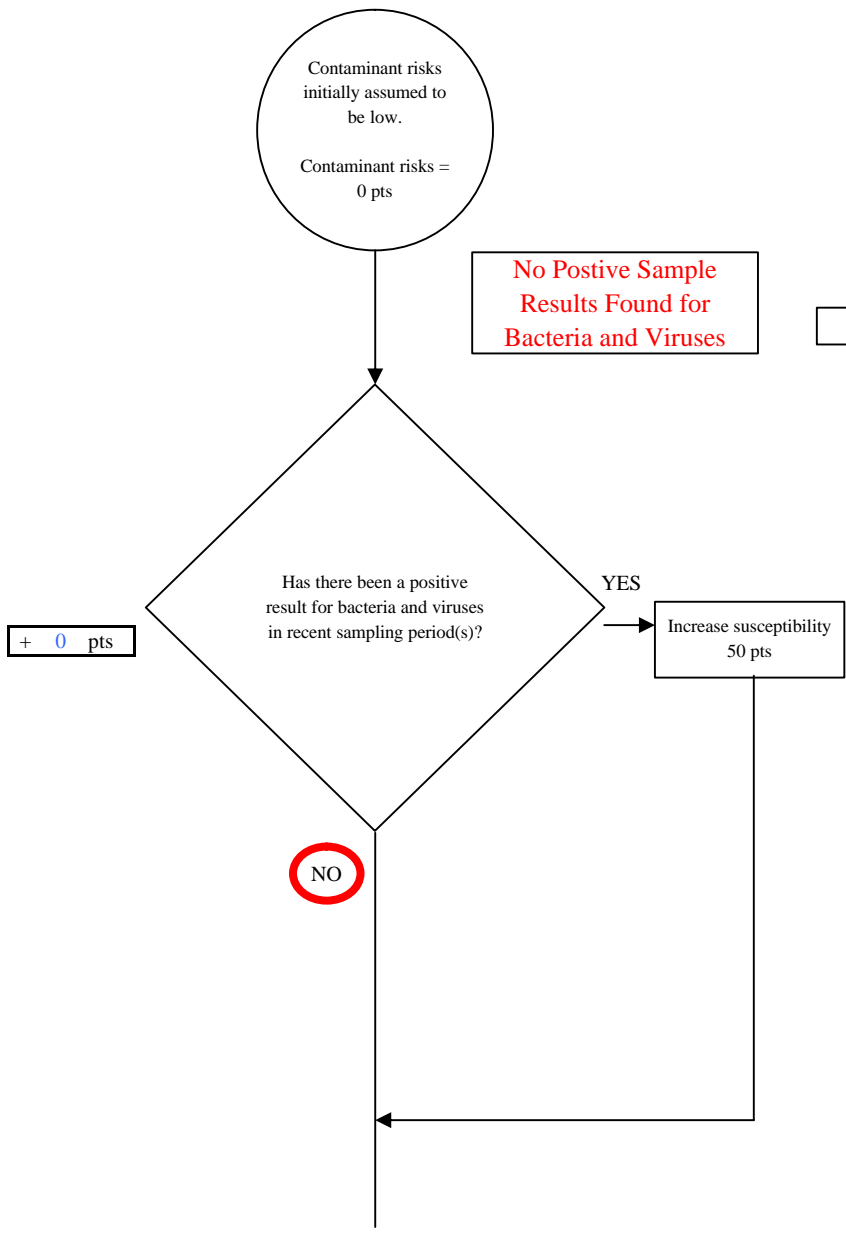 Contaminant risks
initially assumed to
be low.
Contaminant risks =
0 pts
No Postive Sample
Results Found for
Bacteria and Viruses
Has there been a positive
result for bacteria and viruses
in recent sampling period(s)?
YES
Increase susceptibility
50 pts
+ 0 pts
NO